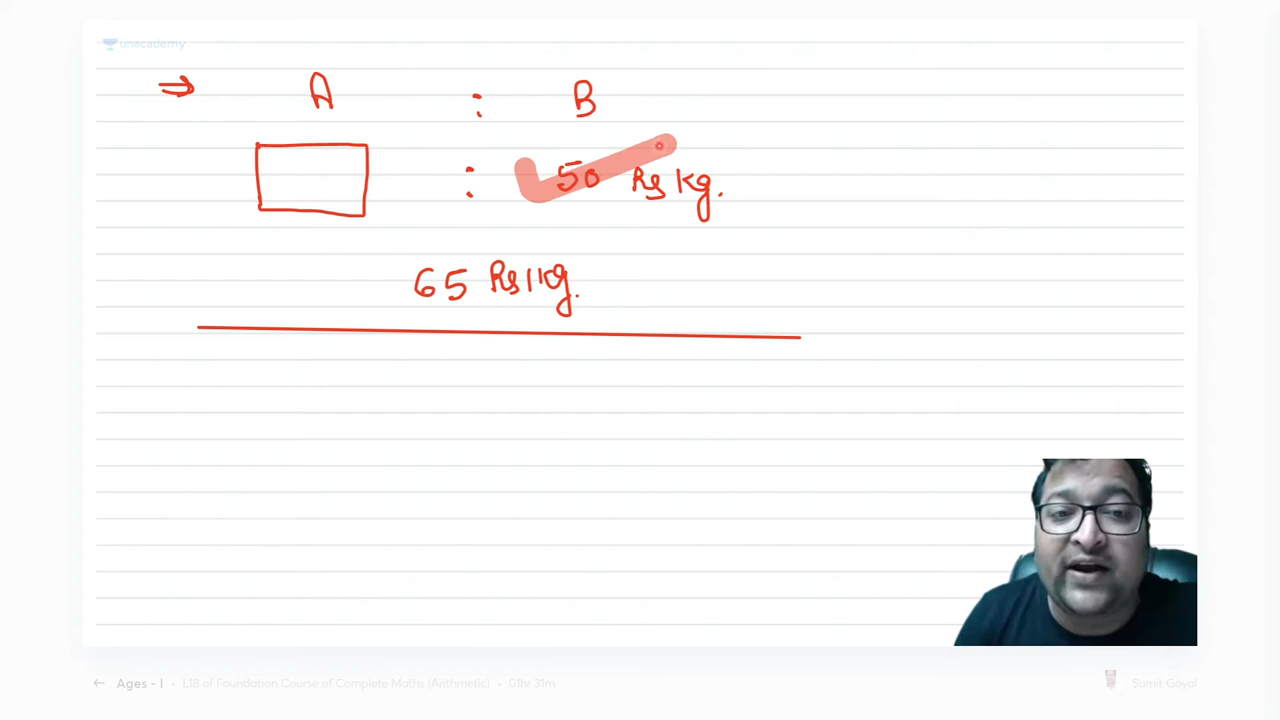 unacademy
⇒ A : B
: 50 Rs kg.
65 Rs/kg.
← Ages - I • L18 of Foundation Course of Complete Maths (Arithmetic) • 01hr 31m
Sumit Goyal